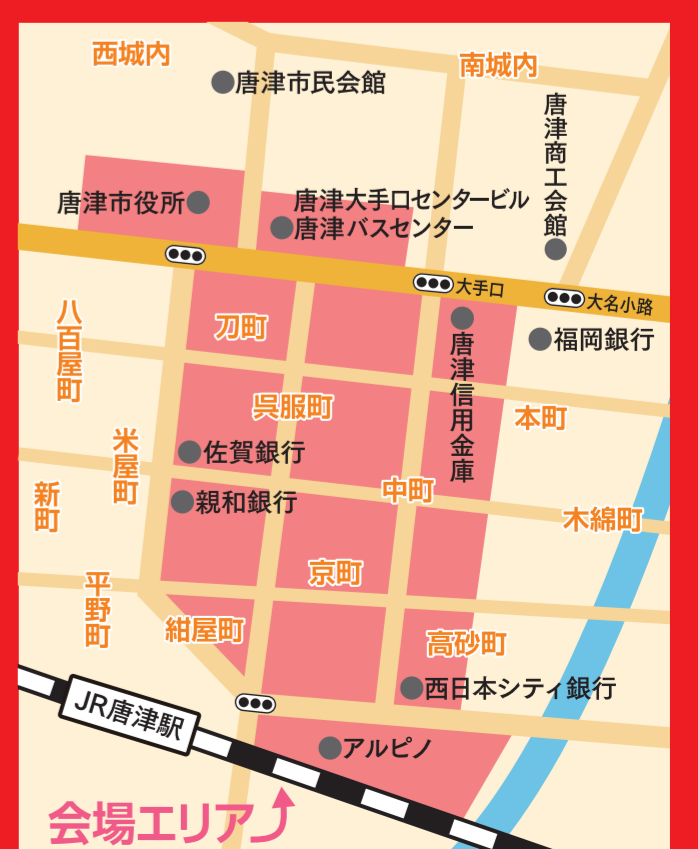 西城内
南城内
唐津市民会館
唐津商工会館
唐津市役所
唐津大手口センタービル
唐津バスセンター
大手口
大名小路
八百屋町
刀町
唐津信用金庫
福岡銀行
呉服町
本町
米屋町
佐賀銀行
新町
親和銀行
中町
木綿町
平野町
京町
紺屋町
高砂町
西日本シティ銀行
JR唐津駅
アルピノ
会場エリア